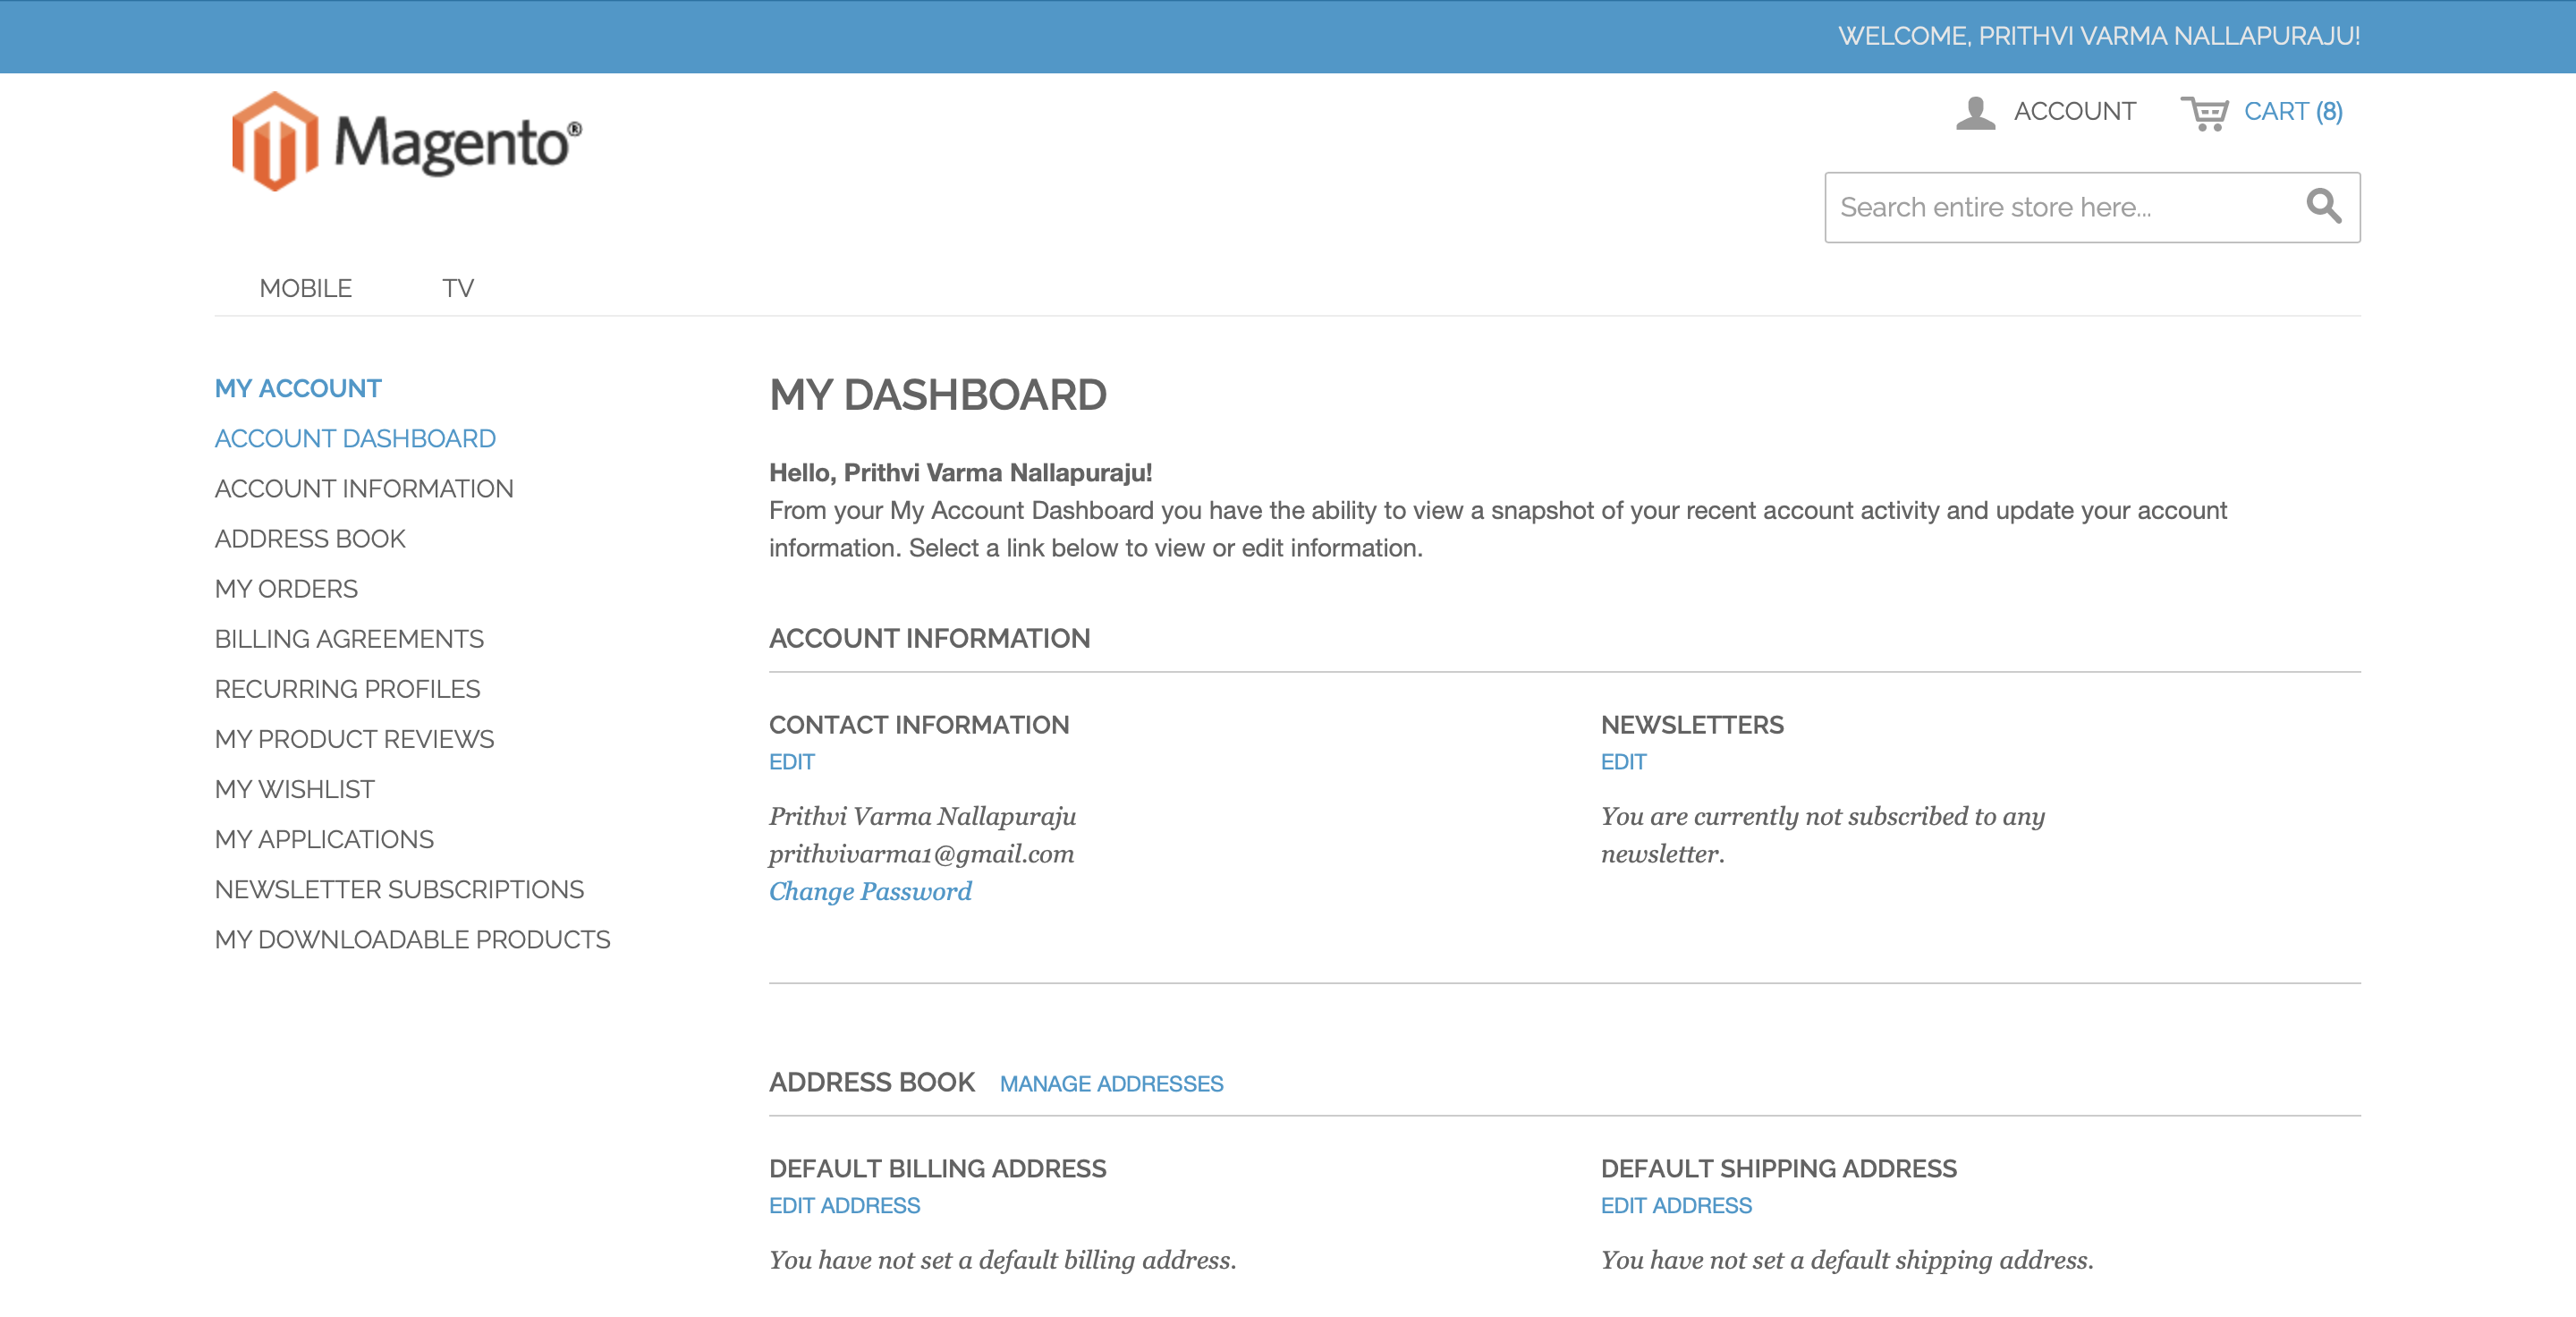 WELCOME, PRITHVI VARMA NALLAPURAJU!
Magento®
ACCOUNT
CART (8)
Search entire store here...
MOBILE
TV
MY ACCOUNT
ACCOUNT DASHBOARD
ACCOUNT INFORMATION
ADDRESS BOOK
MY ORDERS
BILLING AGREEMENTS
RECURRING PROFILES
MY PRODUCT REVIEWS
MY WISHLIST
MY APPLICATIONS
NEWSLETTER SUBSCRIPTIONS
MY DOWNLOADABLE PRODUCTS
MY DASHBOARD
Hello, Prithvi Varma Nallapuraju!
From your My Account Dashboard you have the ability to view a snapshot of your recent account activity and update your account
information. Select a link below to view or edit information.
ACCOUNT INFORMATION
CONTACT INFORMATION
EDIT
Prithvi Varma Nallapuraju
prithvivarma1@gmail.com
Change Password
NEWSLETTERS
EDIT
You are currently not subscribed to any
newsletter.
ADDRESS BOOK MANAGE ADDRESSES
DEFAULT BILLING ADDRESS
EDIT ADDRESS
You have not set a default billing address.
DEFAULT SHIPPING ADDRESS
EDIT ADDRESS
You have not set a default shipping address.